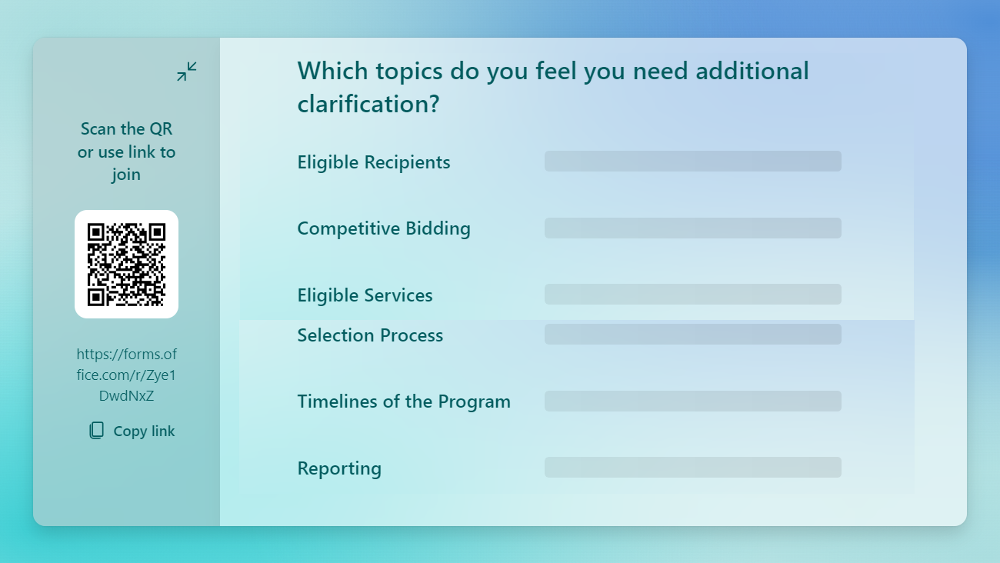 Which topics do you feel you need additional
clarification?
Scan the QR
or use link to
join
https://forms.of
fice.com/r/Zye1
DwdNxZ
Copy link
Eligible Recipients
Competitive Bidding
Eligible Services
Selection Process
Timelines of the Program
Reporting